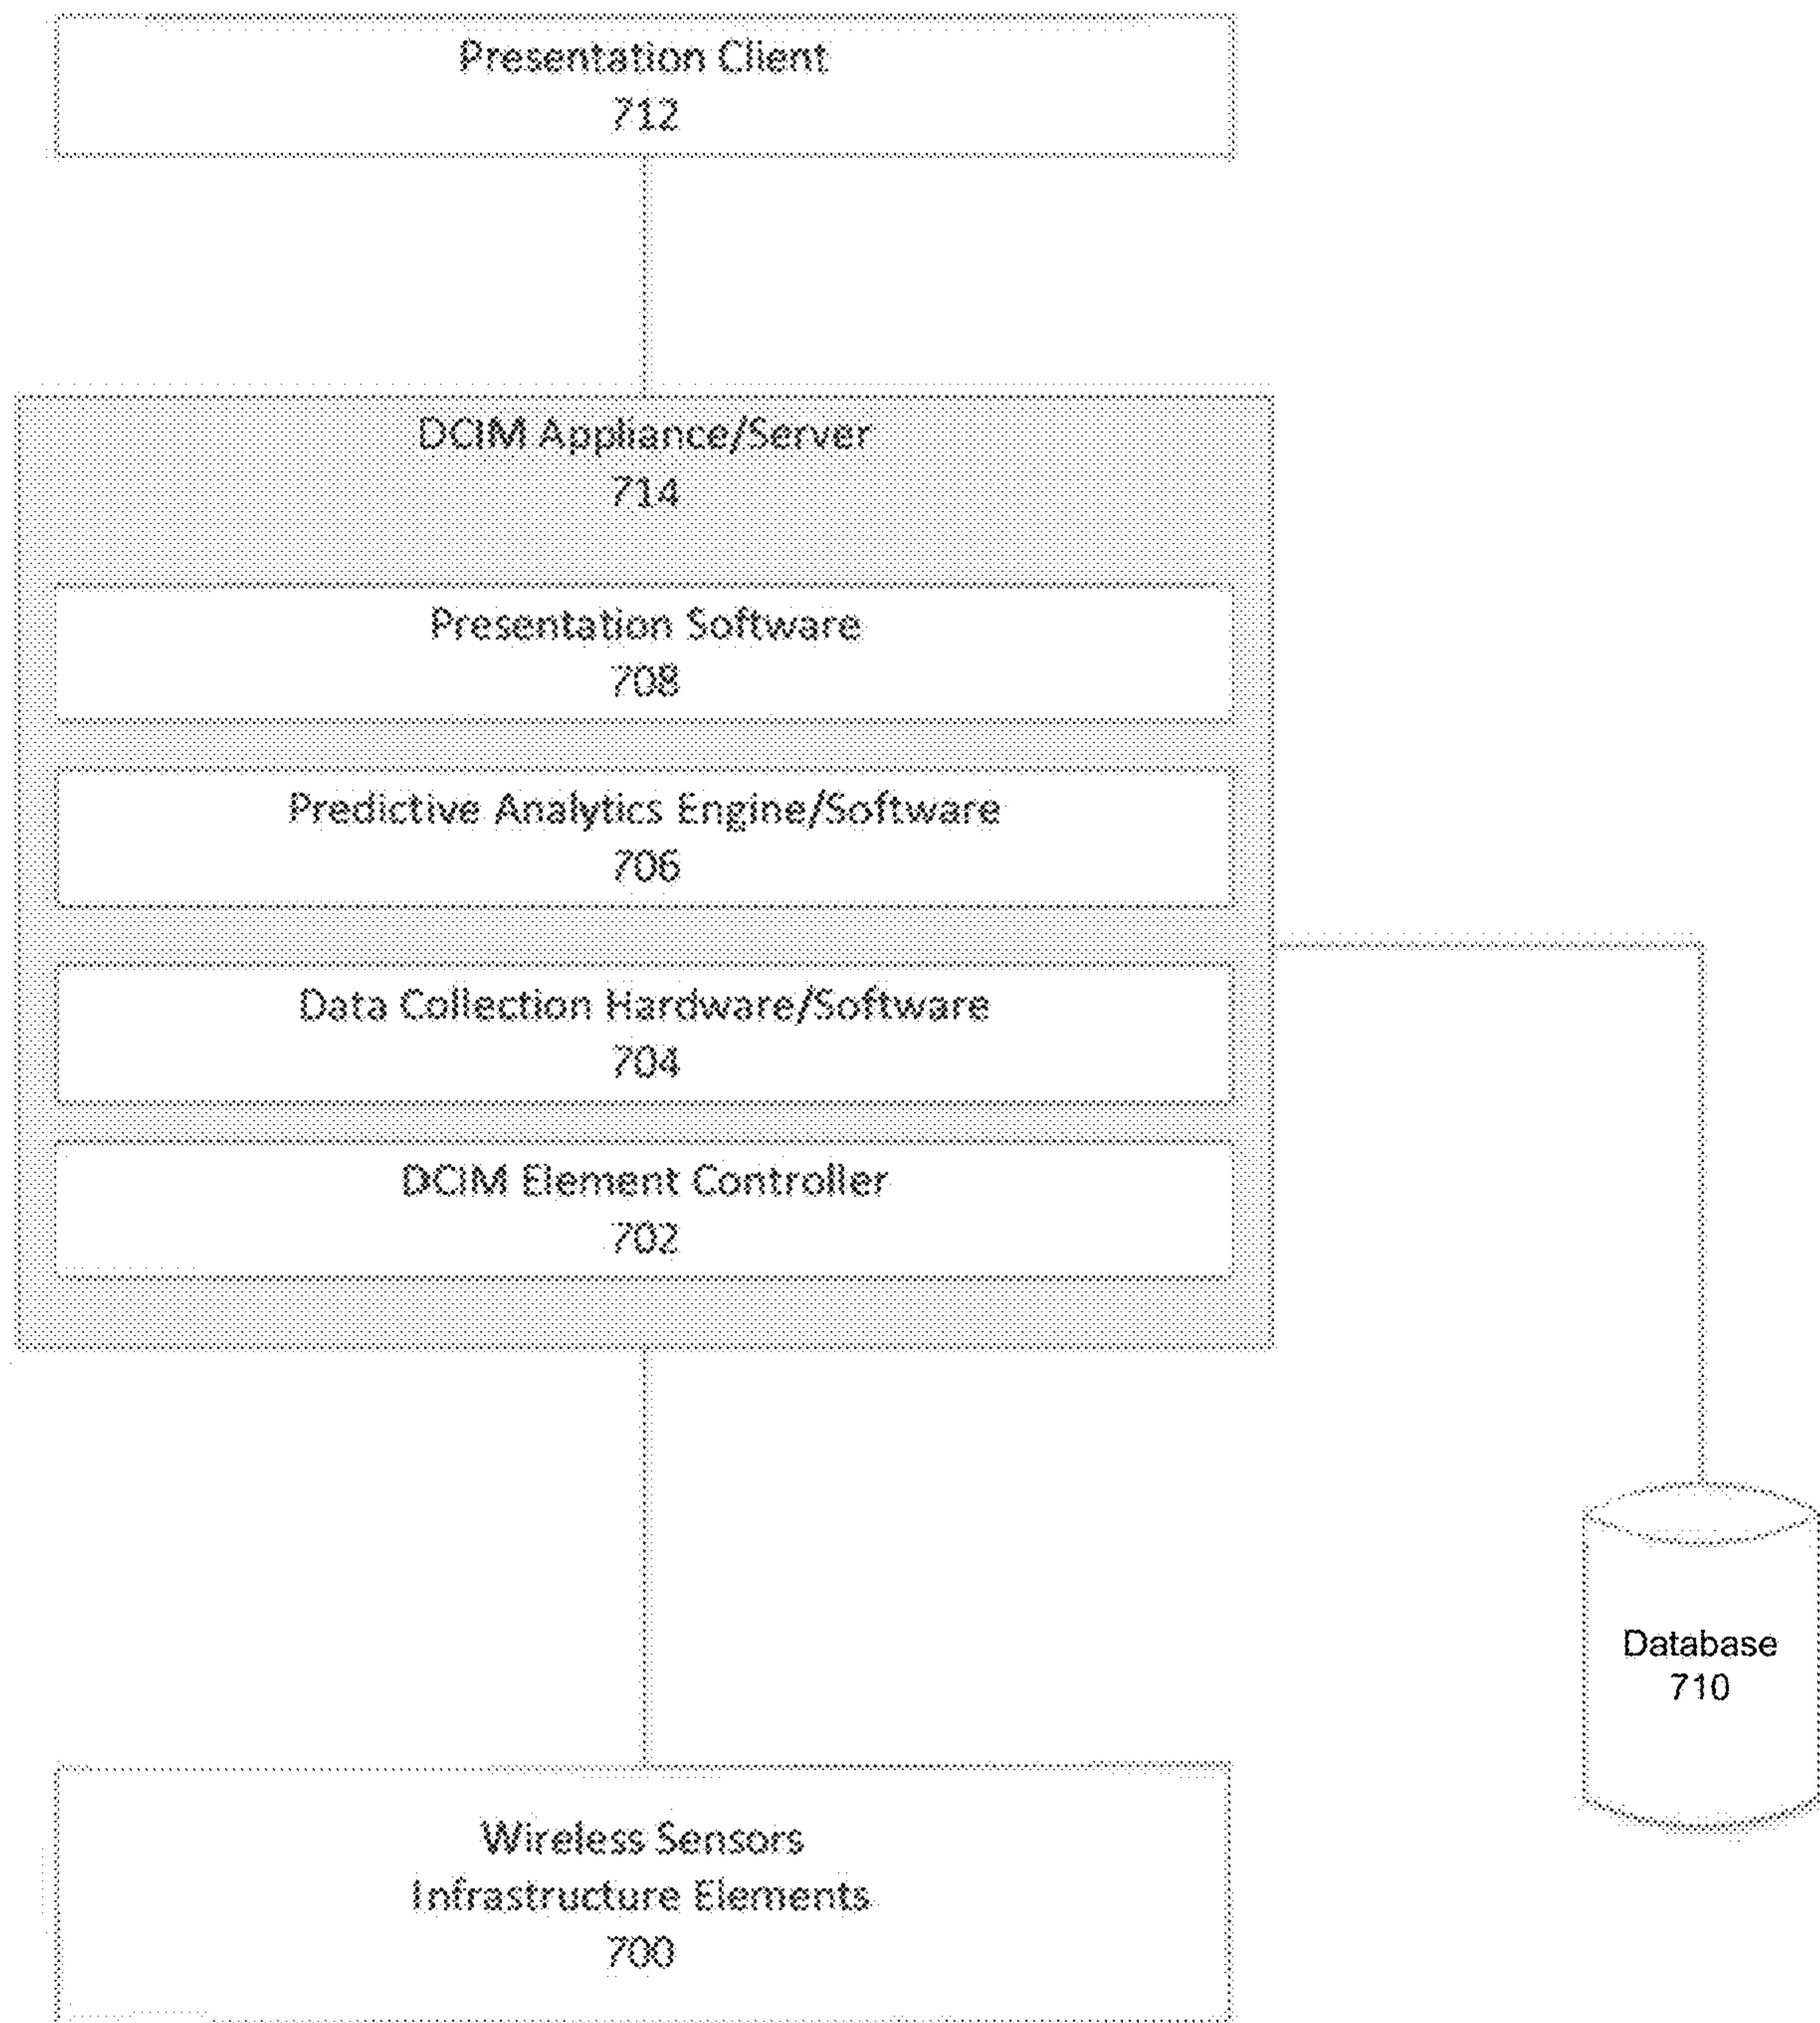 Presentation Client
712
DCIM Appliance/Server
714
Presentation Software
708
Predictive Analytics Engine/Software
706
Data Collection Hardware/Software
704
DCIM Element Controller
702
Database
710
Wireless Sensors
Infrastructure Elements
700